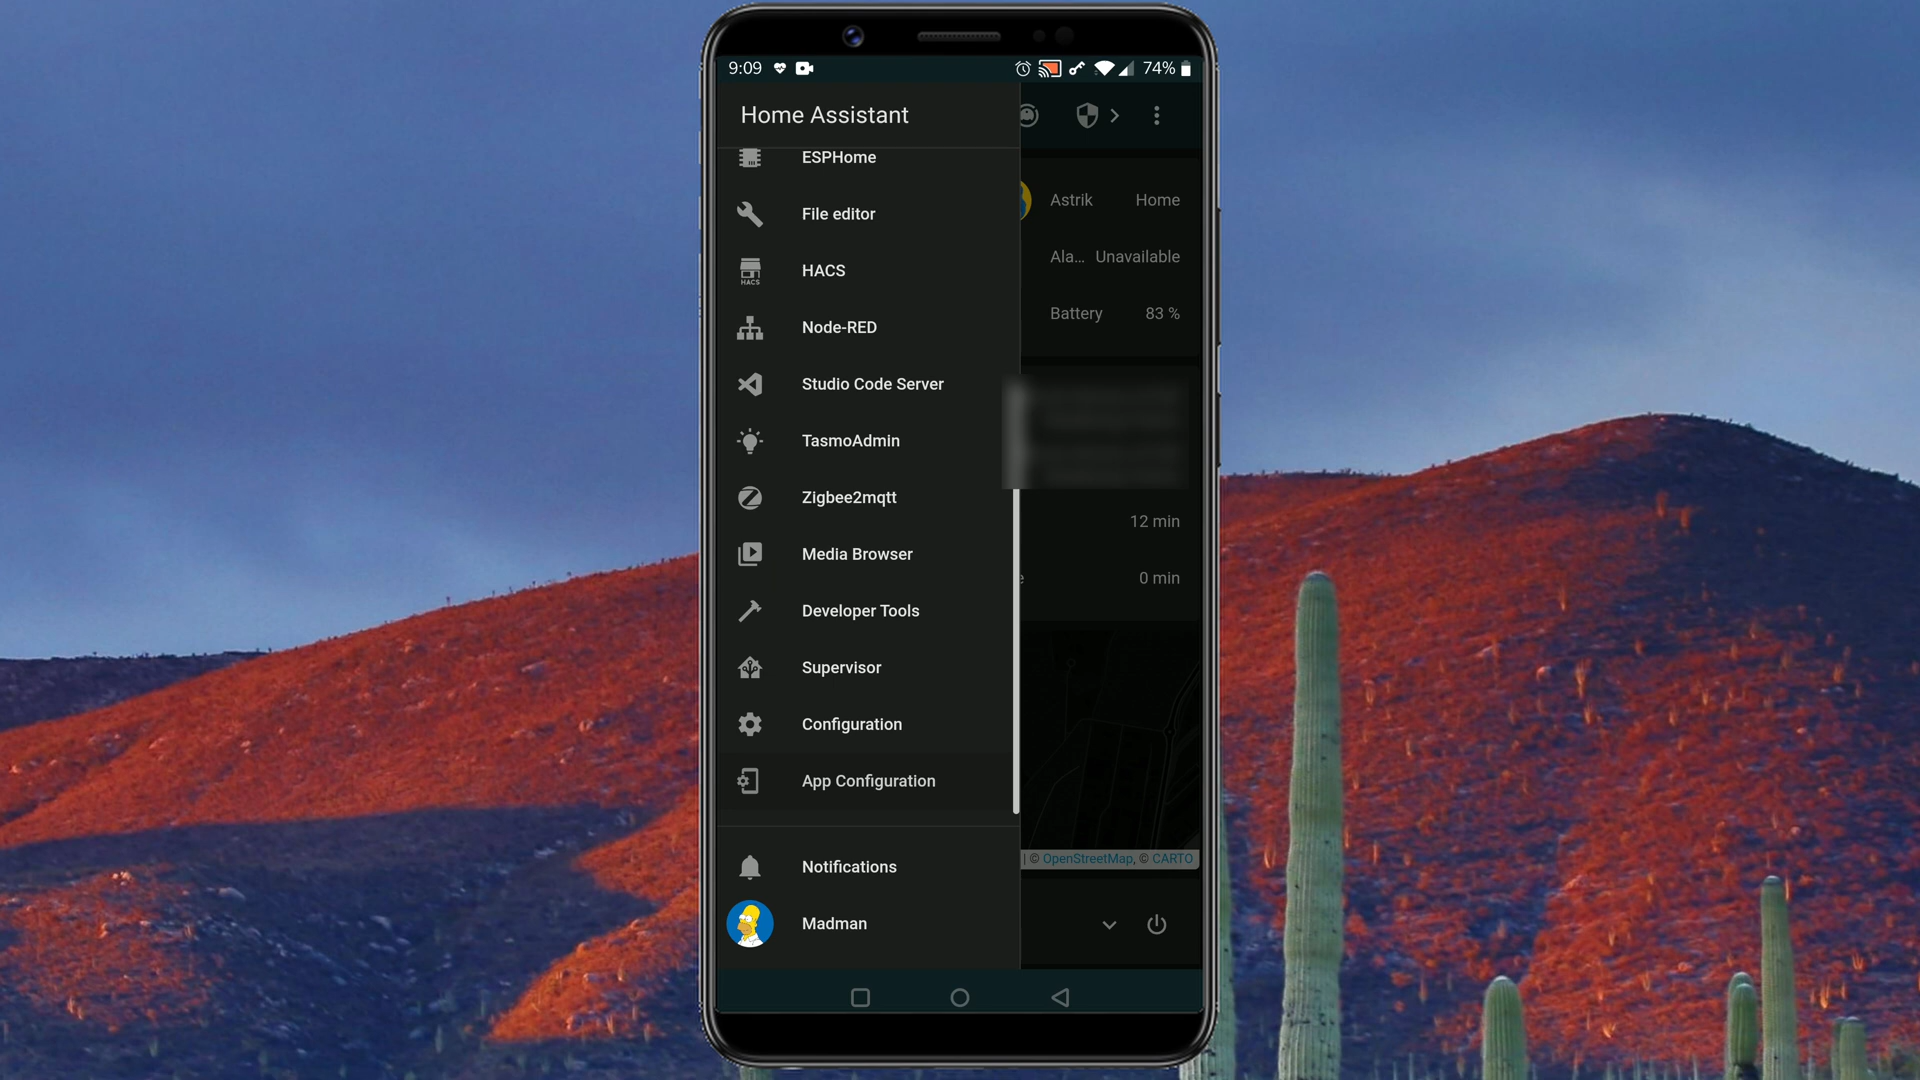 9:09
74%
Home Assistant
ESPHome
File editor
HACS
HACS
Node-RED
Studio Code Server
TasmoAdmin
Zigbee2mqtt
Media Browser
Developer Tools
Supervisor
Configuration
App Configuration
Notifications
Madman
Astrik Home
Ala... Unavailable
Battery 83 %
12 min
0 min
| © OpenStreetMap, © CARTO